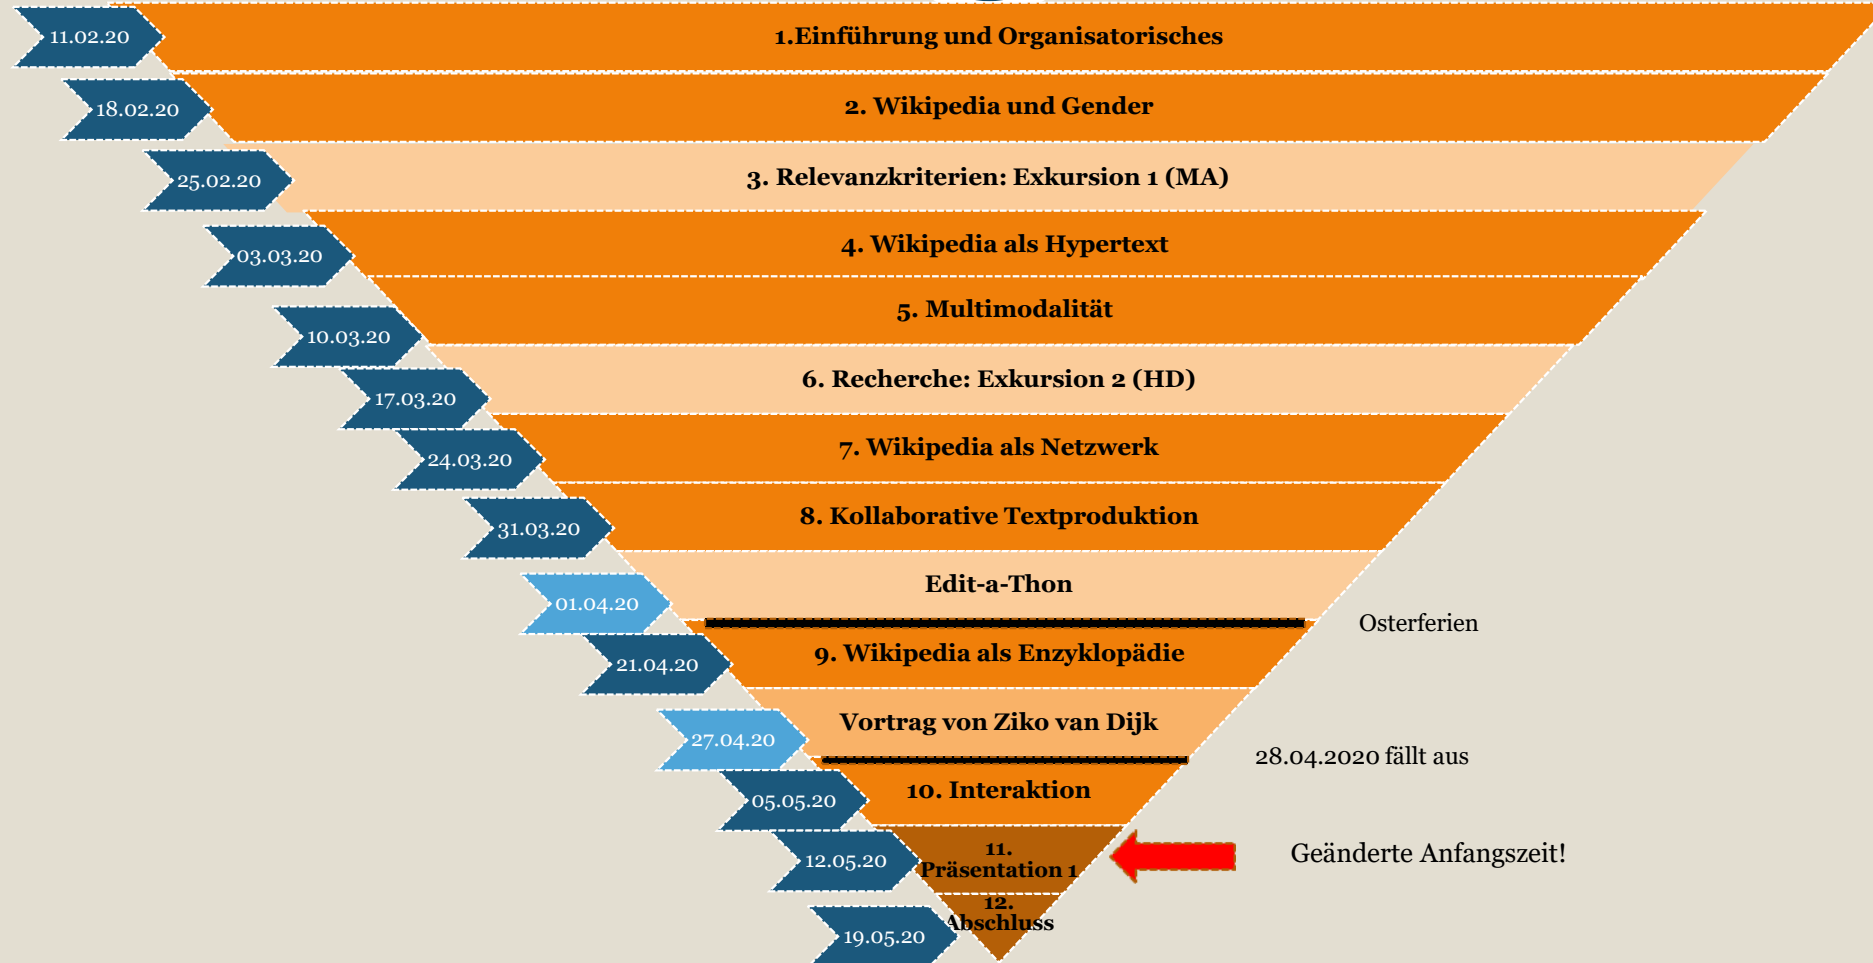 11.02.20
1.Einführung und Organisatorisches
18.02.20
2. Wikipedia und Gender
25.02.20
3. Relevanzkriterien: Exkursion 1 (MA)
03.03.20
4. Wikipedia als Hypertext
10.03.20
5. Multimodalität
17.03.20
6. Recherche: Exkursion 2 (HD)
24.03.20
7. Wikipedia als Netzwerk
31.03.20
8. Kollaborative Textproduktion
01.04.20
Edit-a-Thon
Osterferien
21.04.20
9. Wikipedia als Enzyklopädie
27.04.20
Vortrag von Ziko van Dijk
28.04.2020 fällt aus
05.05.20
10. Interaktion
12.05.20
11.
Präsentation 1
Geänderte Anfangszeit!
19.05.20
12.
Abschluss